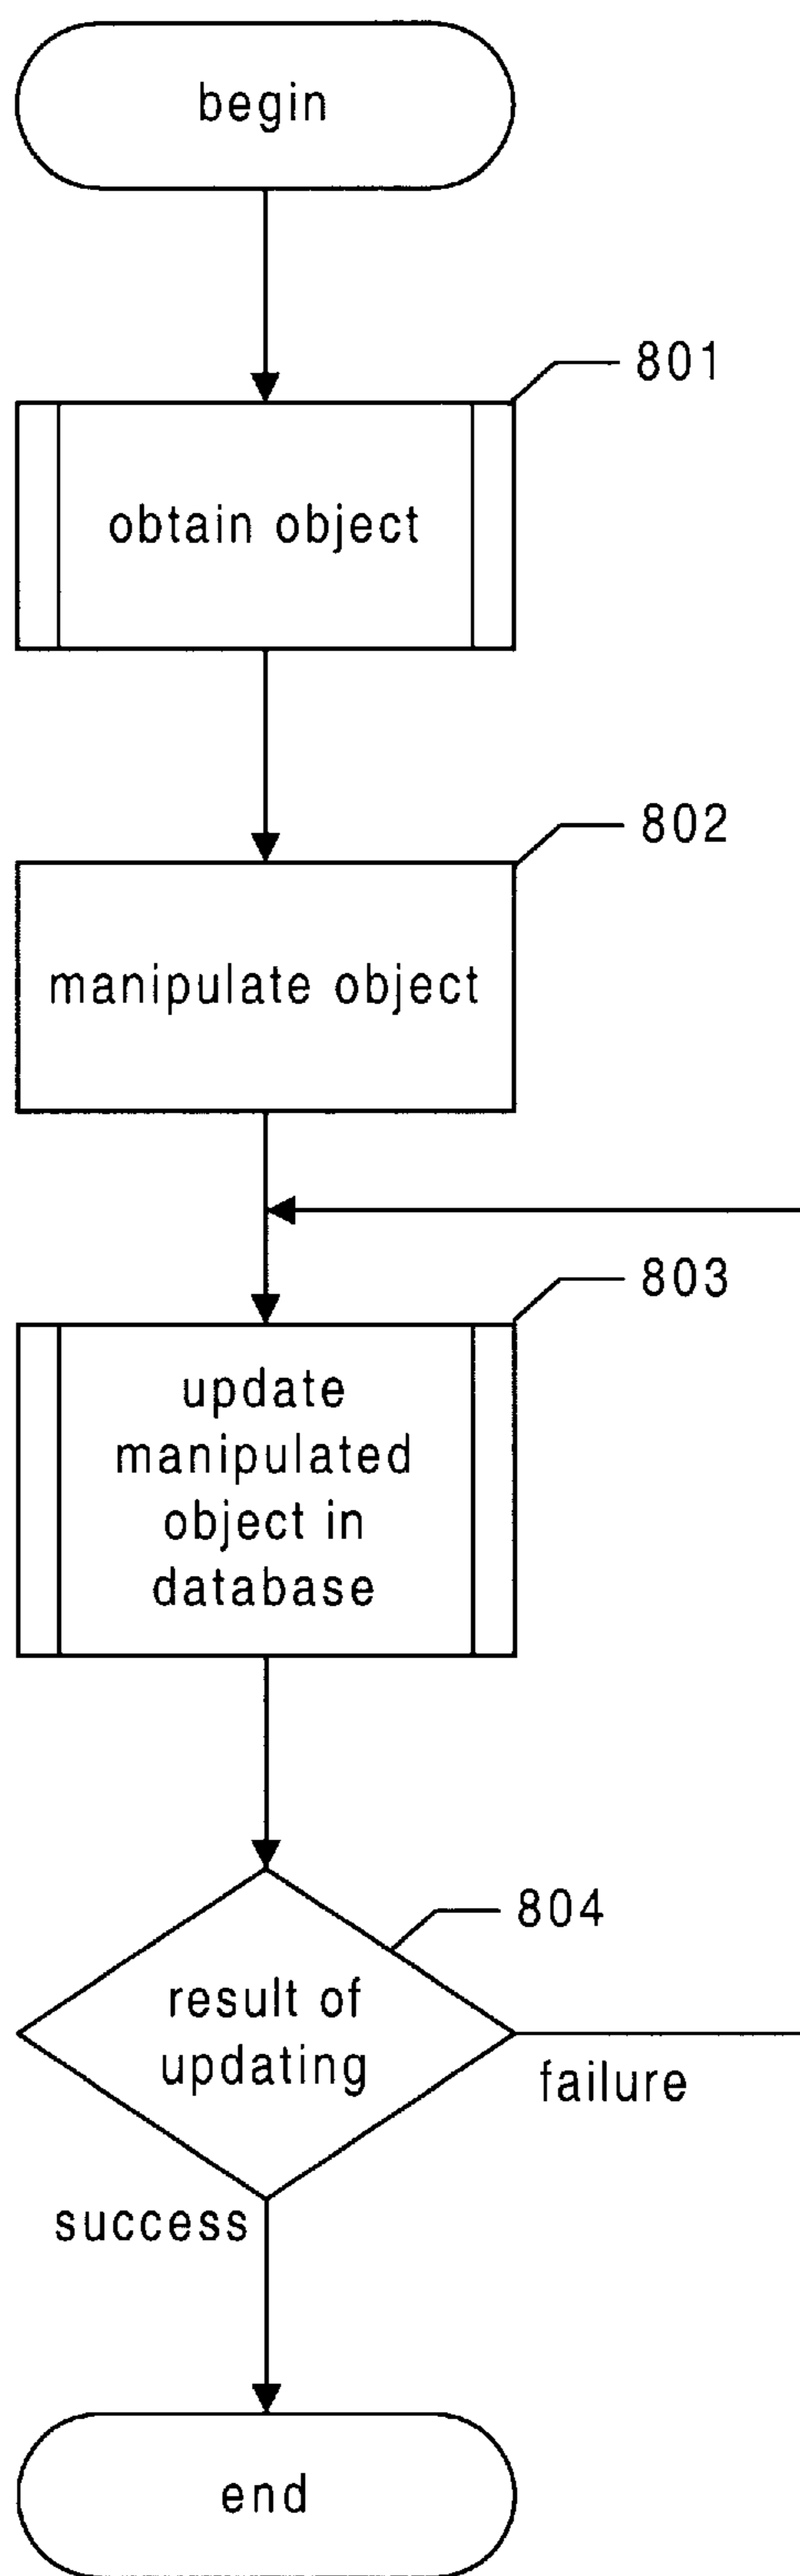 begin
801
obtain object
802
manipulate object
803
update
manipulated
object in
database
804
result of
updating
failure
success
end